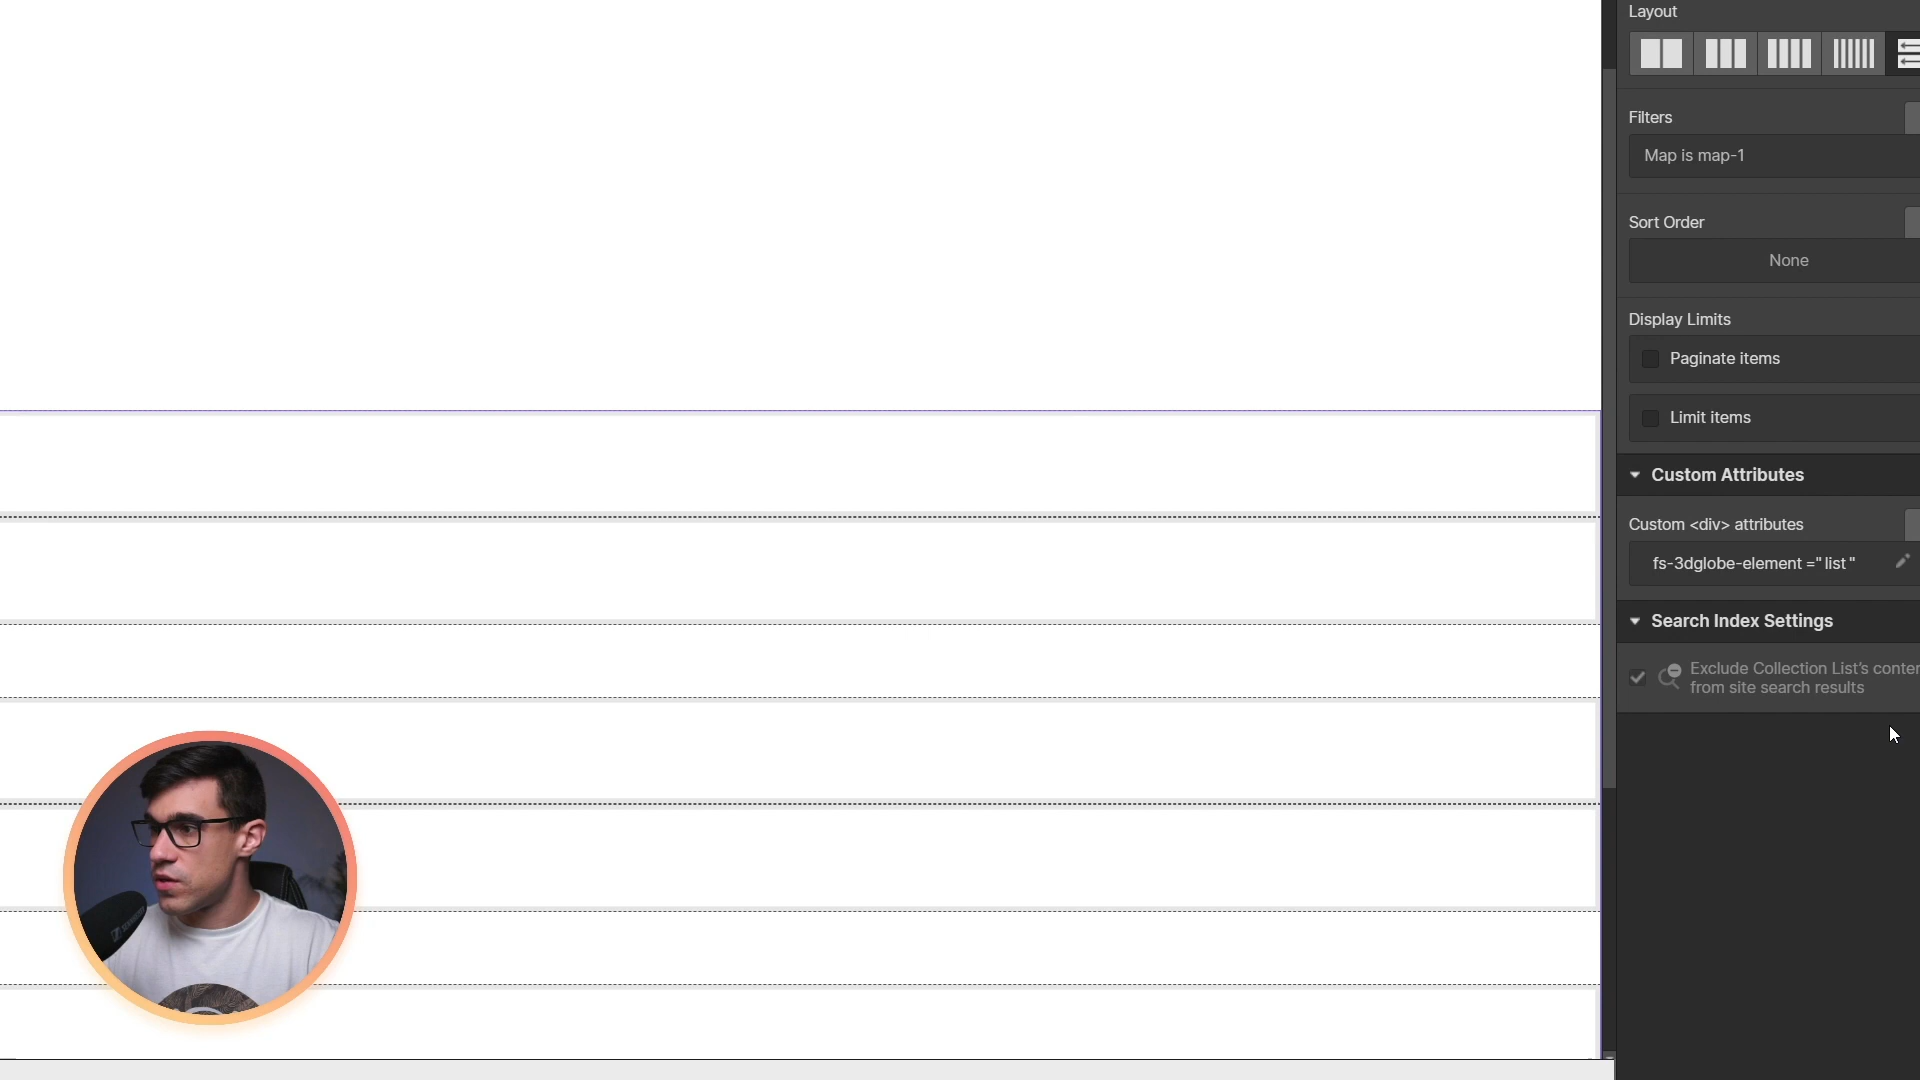 Layout
Filters
Map is map-1
Sort Order
None
Display Limits
Paginate items
Limit items
Custom Attributes
Custom <div> attributes
fs-3dglobe-element =" list "
Search Index Settings
Exclude Collection List's
from site search results